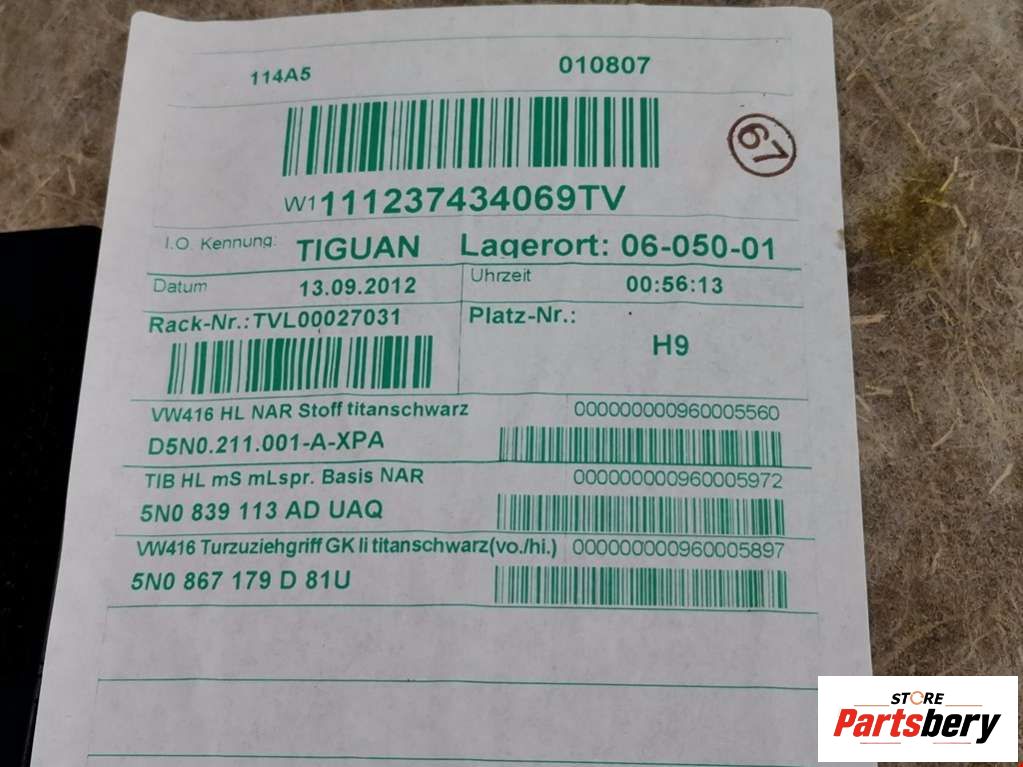 114A5 010807
W1111237434069TV
67
I.O. Kennung: TIGUAN Lagerort: 06-050-01
Datum 13.09.2012 Uhrzeit 00:56:13
Rack-Nr.:TVL00027031 Platz-Nr.:
H9
VW416 HL NAR Stoff titanschwarz 000000000960005560
D5N0.211.001-A-XPA
TIB HL mS mLspr. Basis NAR 000000000960005972
5N0 839 113 AD UAQ
VW416 Turzuziehgriff GK li titanschwarz(vo./hi.) 000000000960005897
5N0 867 179 D 81U
STORE
Partsbery